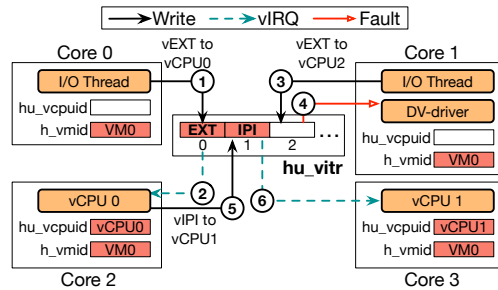 Write vIRQ Fault
Core 0
vEXT to
vCPU0
vEXT to
vCPU2
Core 1
I/O Thread
hu_vcpuid
h_vmid VM0
1
3
4
I/O Thread
DV-driver
hu_vcpuid
h_vmid VM0
EXT IPI ...
0 1 2
hu_vitr
2
5
6
vIPI to
vCPU1
vCPU 0
hu_vcpuid vCPU0
h_vmid VM0
Core 2
vCPU 1
hu_vcpuid vCPU1
h_vmid VM0
Core 3